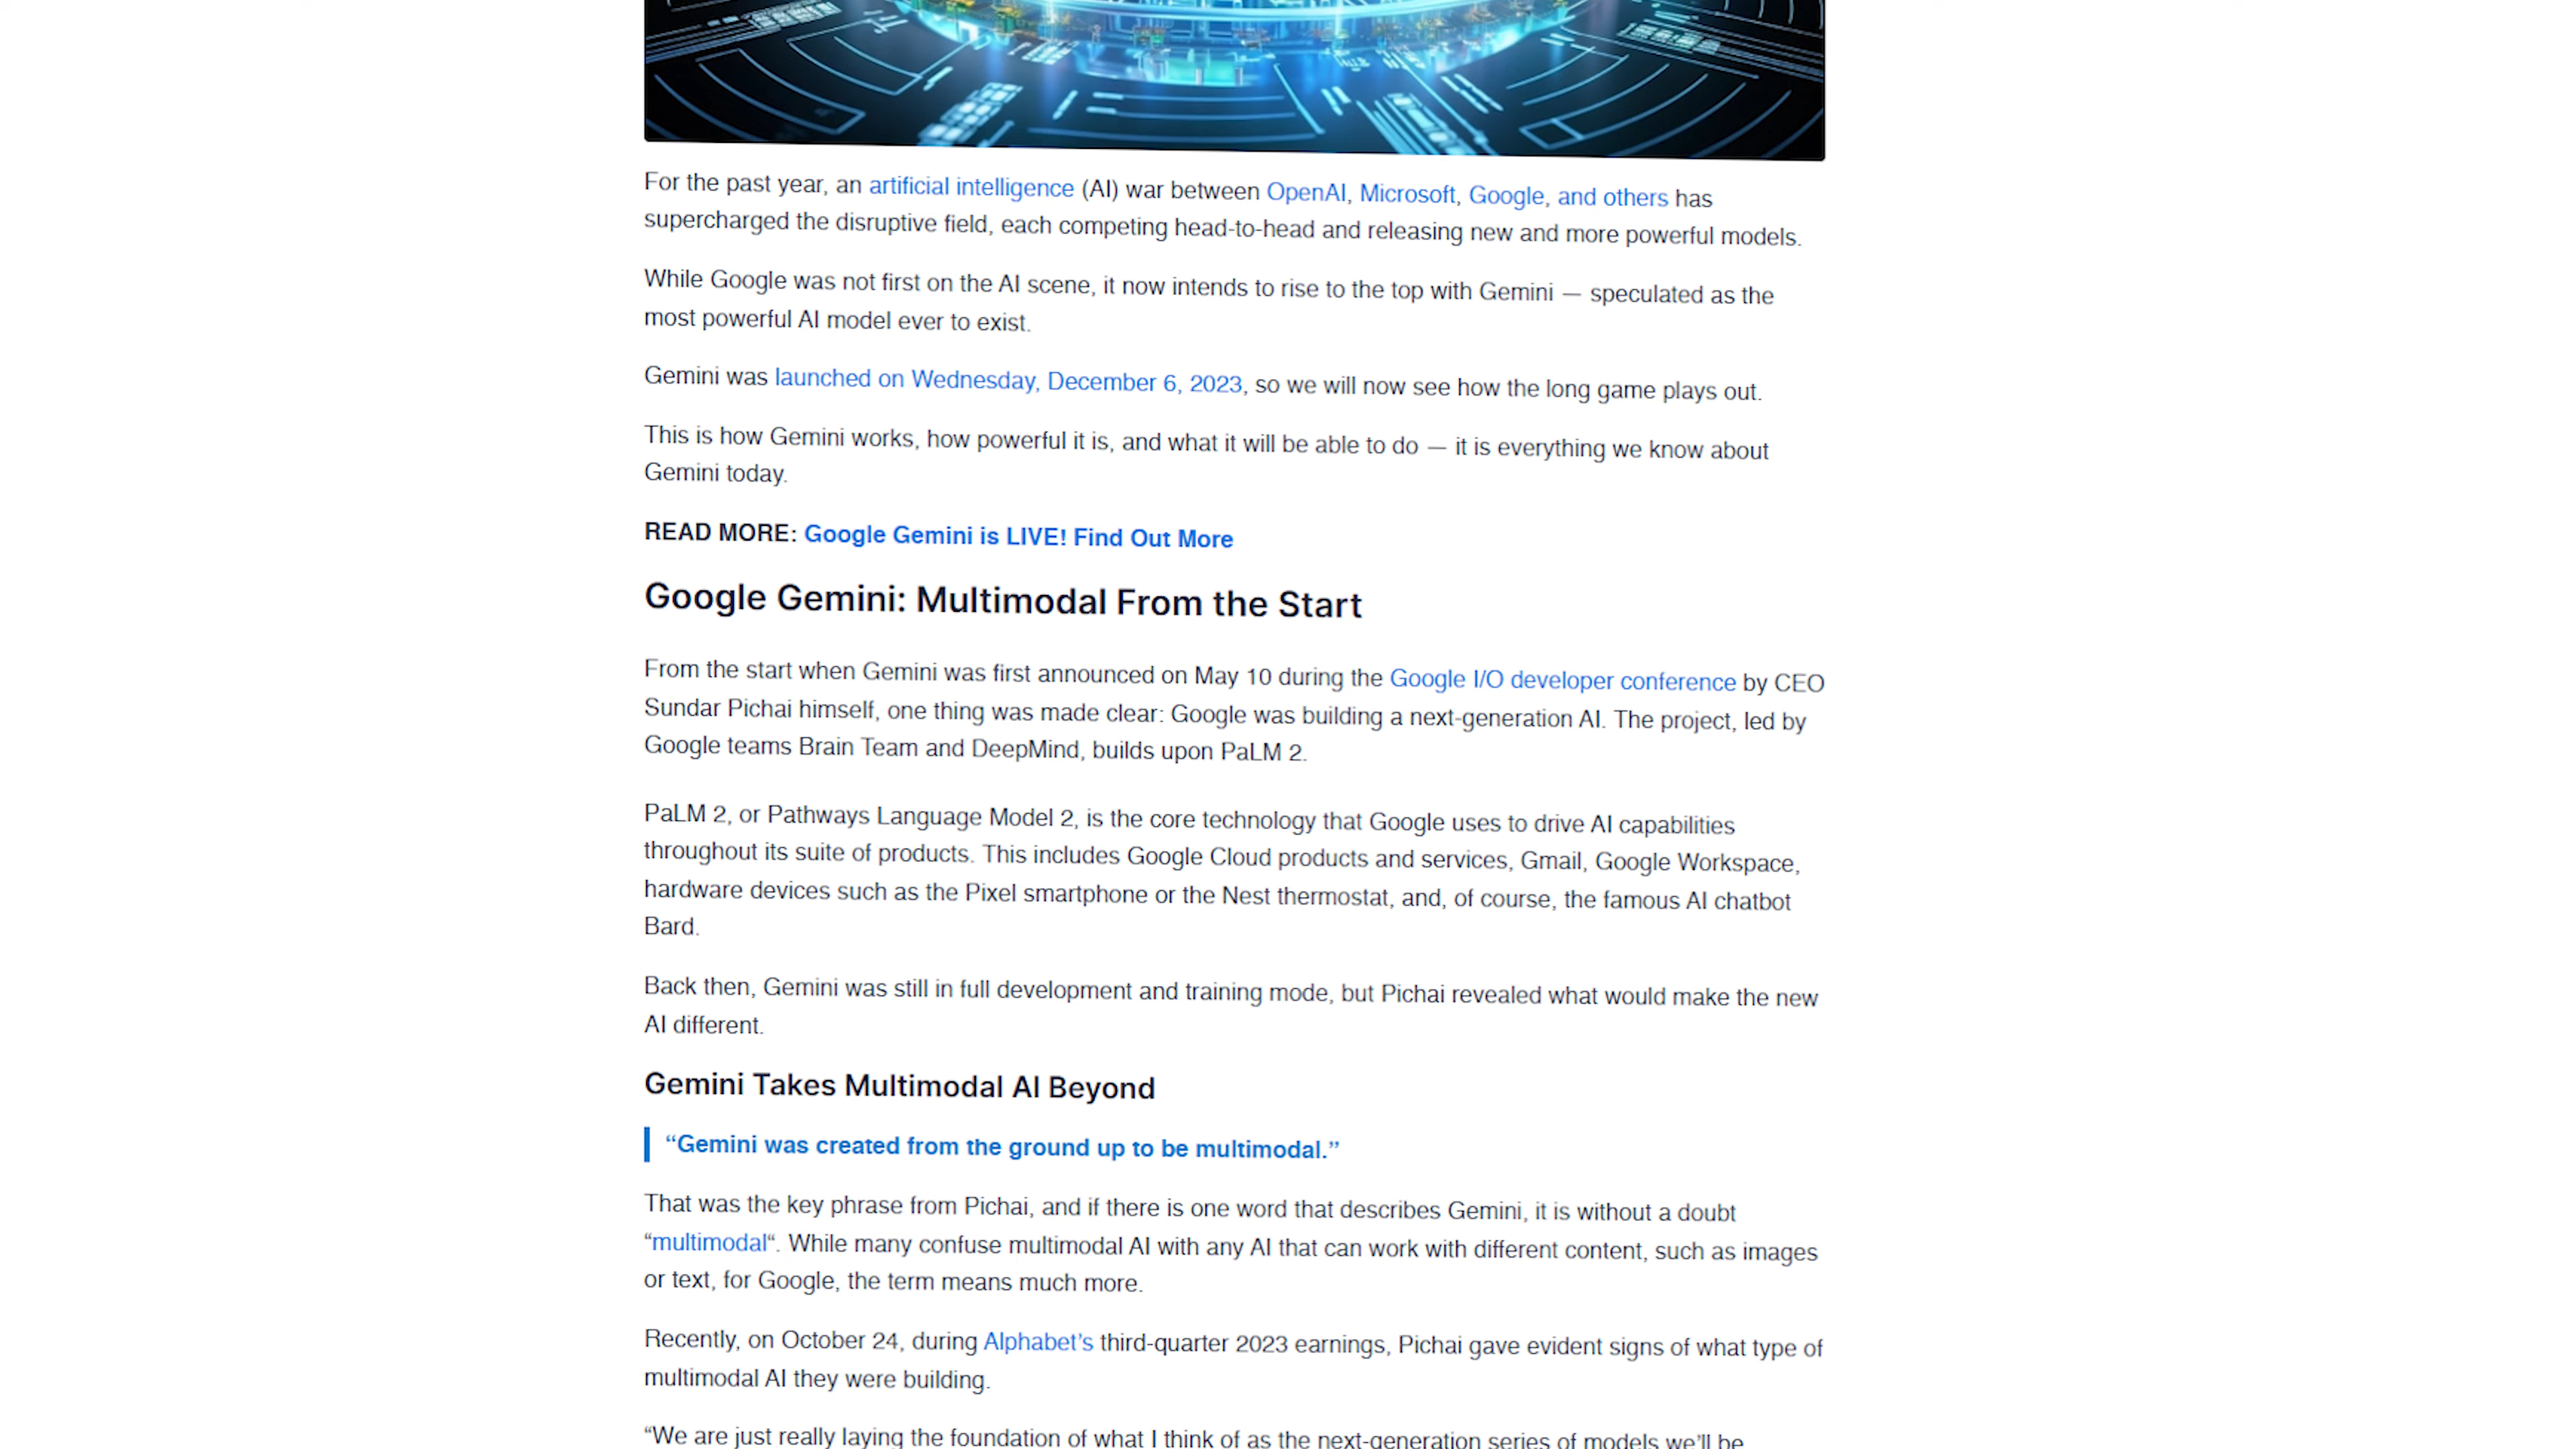 For the past year, an artificial intelligence (AI) war between OpenAI, Microsoft, Google, and others has
supercharged the disruptive field, each competing head-to-head and releasing new and more powerful models.
While Google was not first on the AI scene, it now intends to rise to the top with Gemini — speculated as the
most powerful AI model ever to exist.
Gemini was launched on Wednesday, December 6, 2023, so we will now see how the long game plays out.
This is how Gemini works, how powerful it is, and what it will be able to do — it is everything we know about
Gemini today.
READ MORE: Google Gemini is LIVE! Find Out More
Google Gemini: Multimodal From the Start
From the start when Gemini was first announced on May 10 during the Google I/O developer conference by CEO
Sundar Pichai himself, one thing was made clear: Google was building a next-generation AI. The project, led by
Google teams Brain Team and DeepMind, builds upon PaLM 2.
PaLM 2, or Pathways Language Model 2, is the core technology that Google uses to drive AI capabilities
throughout its suite of products. This includes Google Cloud products and services, Gmail, Google Workspace,
hardware devices such as the Pixel smartphone or the Nest thermostat, and, of course, the famous AI chatbot
Bard.
Back then, Gemini was still in full development and training mode, but Pichai revealed what would make the new
AI different.
Gemini Takes Multimodal AI Beyond
“Gemini was created from the ground up to be multimodal.”
That was the key phrase from Pichai, and if there is one word that describes Gemini, it is without a doubt
“multimodal“. While many confuse multimodal AI with any AI that can work with different content, such as images
or text, for Google, the term means much more.
Recently, on October 24, during Alphabet’s third-quarter 2023 earnings, Pichai gave evident signs of what type of
multimodal AI they were building.
“We are just really laying the foundation of what I think of as the next-generation series of models we’ll be